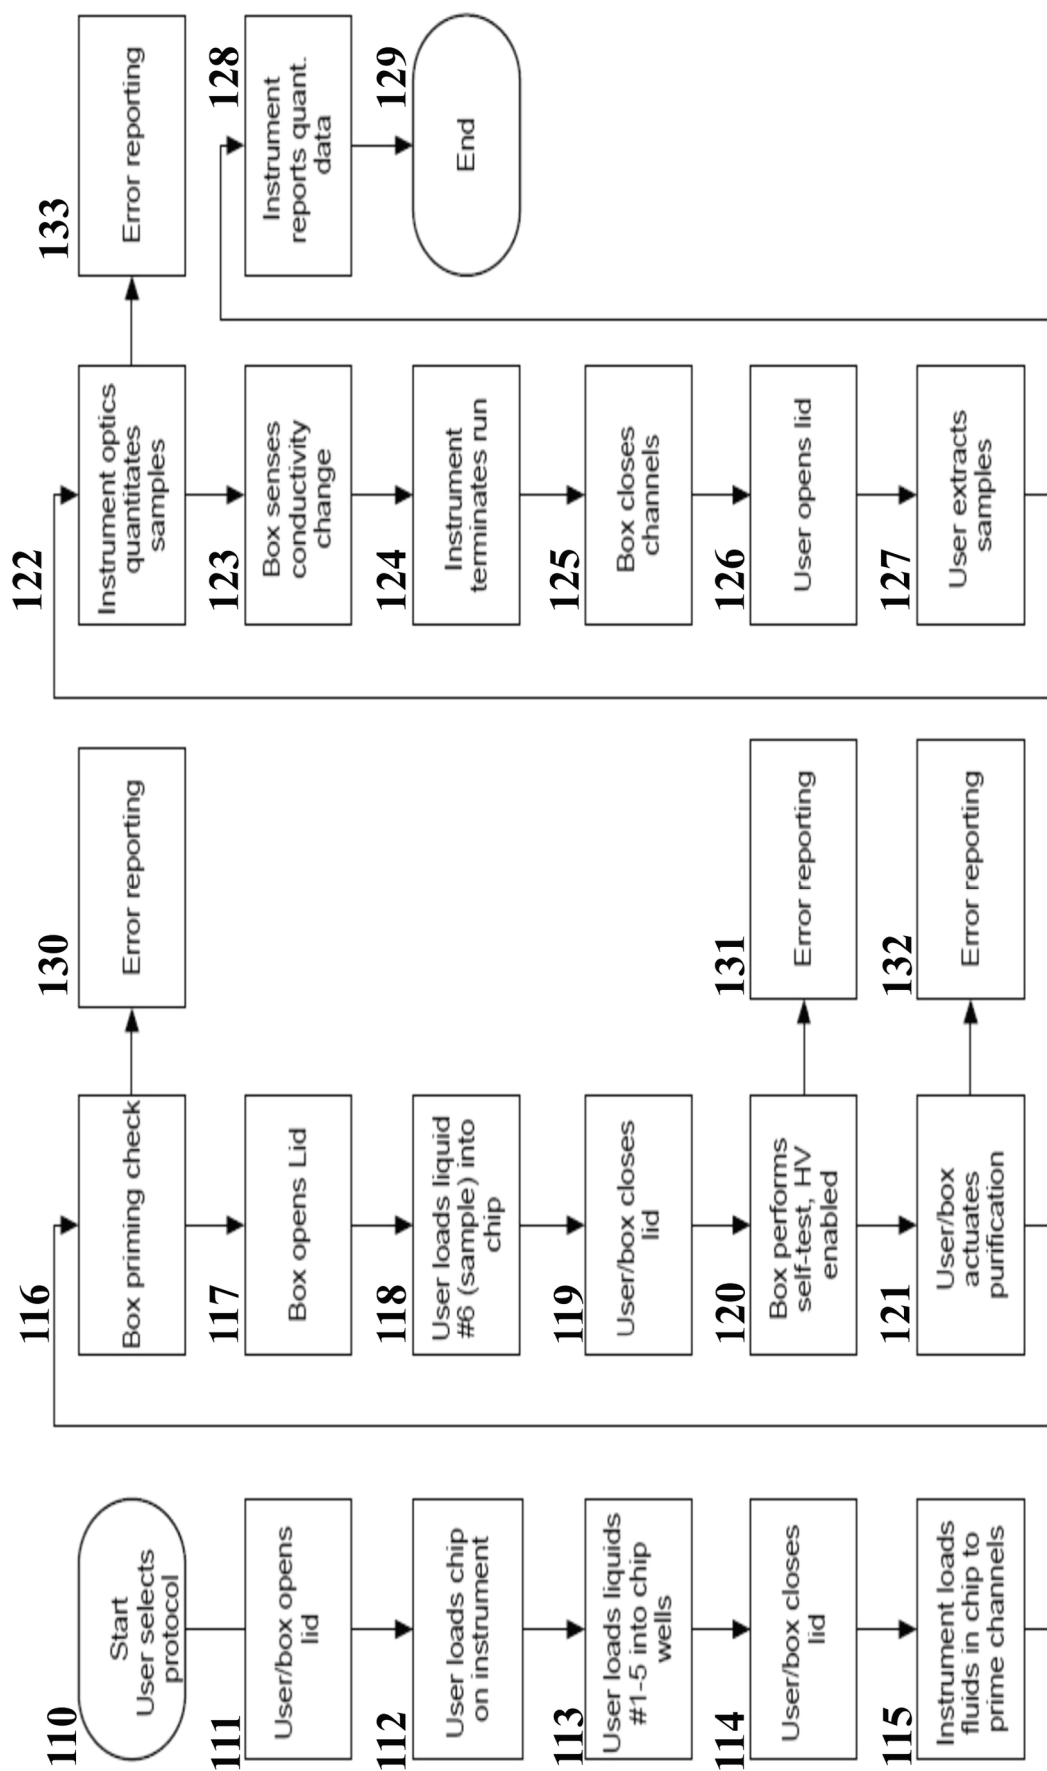 110
Start
User selects
protocol
111
User/box opens
lid
112
User loads chip
on instrument
113
User loads liquids
#1-5 into chip
wells
114
User/box closes
lid
115
Instrument loads
fluids in chip to
prime channels
116
Box priming check
130
Error reporting
117
Box opens Lid
118
User loads liquid
#6 (sample) into
chip
119
User/box closes
lid
120
Box performs
self-test, HV
enabled
131
Error reporting
121
User/box
actuates
purification
132
Error reporting
122
Instrument optics
quantitates
samples
133
Error reporting
123
Box senses
conductivity
change
124
Instrument
terminates run
125
Box closes
channels
126
User opens lid
127
User extracts
samples
128
Instrument
reports quant.
data
129
End